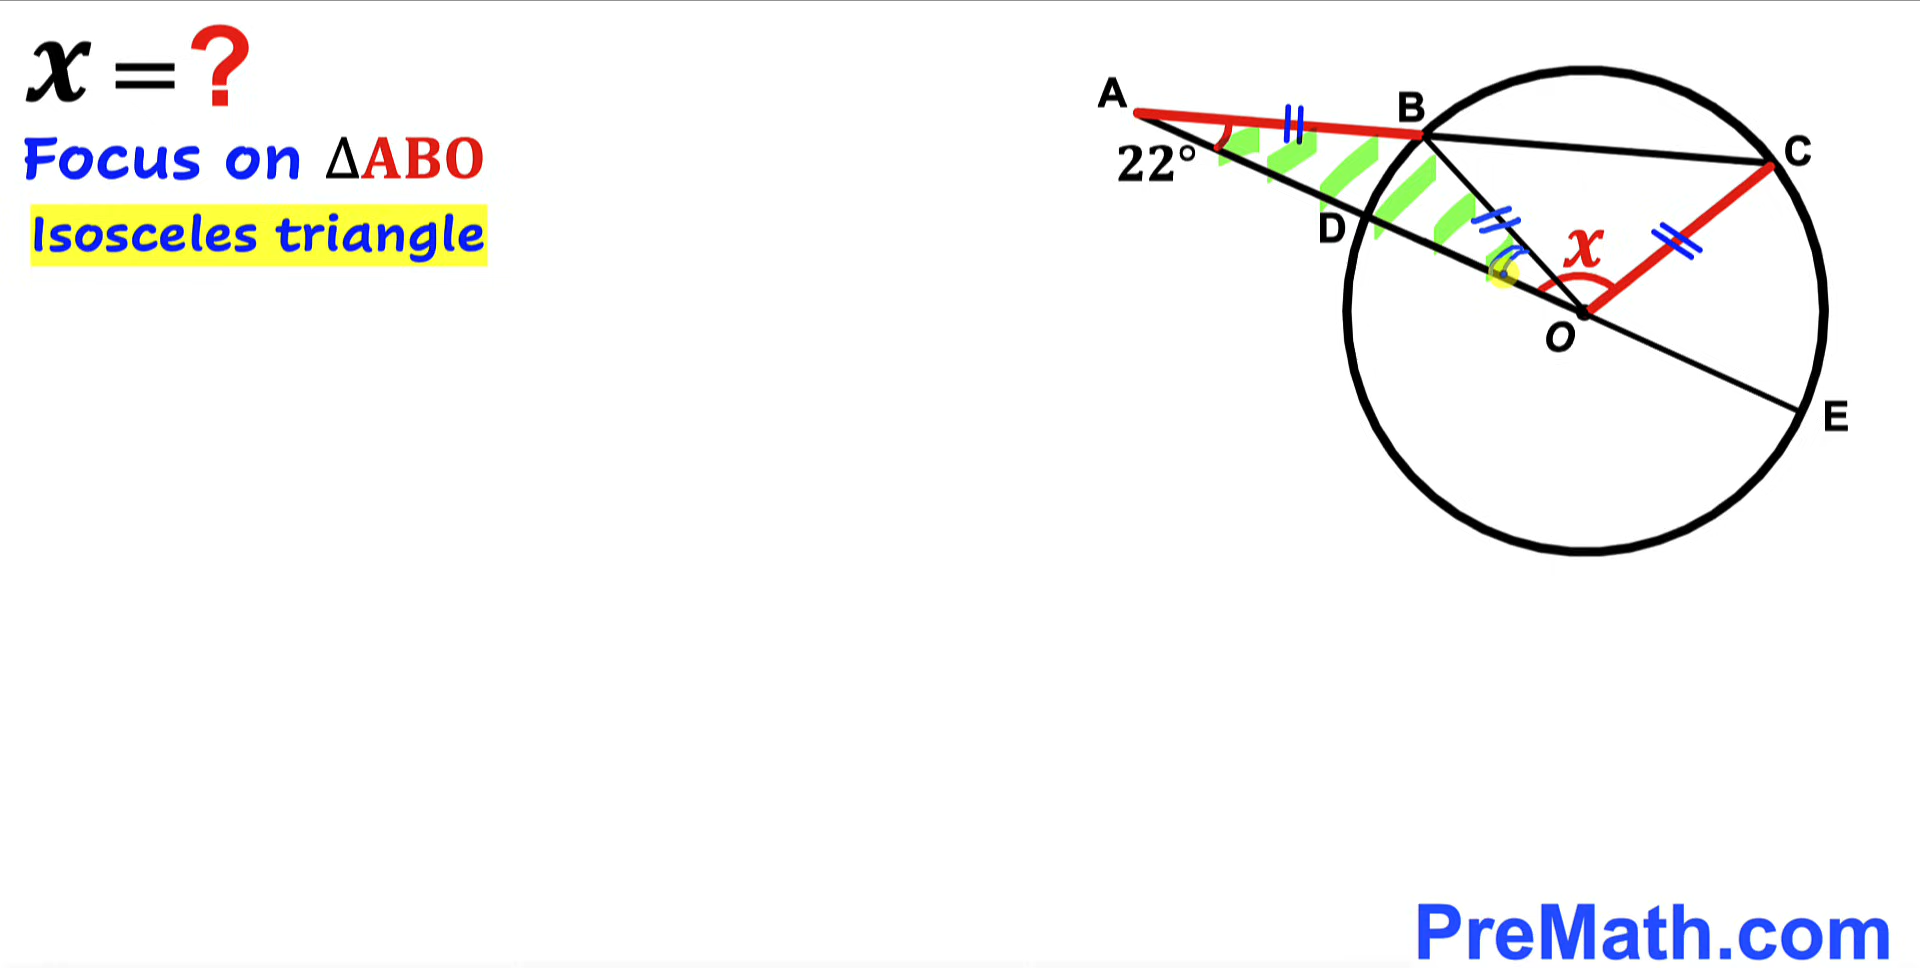 x = ?
Focus on ΔABO
Isosceles triangle
A
B
C
22°
D
x
O
E
PreMath.com